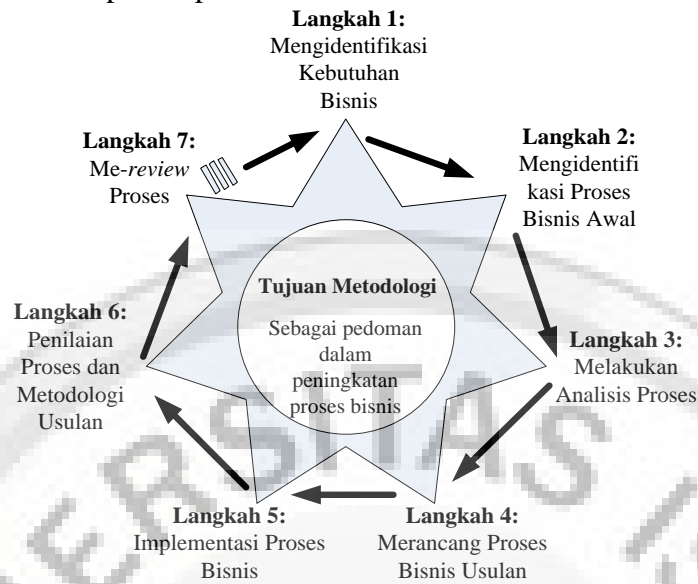 Langkah 1:
Mengidentifikasi
Kebutuhan
Bisnis
Langkah 2:
Mengidentifi
kasi Proses
Bisnis Awal
Langkah 3:
Melakukan
Analisis Proses
Langkah 4:
Merancang Proses
Bisnis Usulan
Langkah 5:
Implementasi Proses
Bisnis
Langkah 6:
Penilaian
Proses dan
Metodologi
Usulan
Langkah 7:
Me-review
Proses
Tujuan Metodologi
Sebagai pedoman
dalam
peningkatan
proses bisnis
ERSITAS I